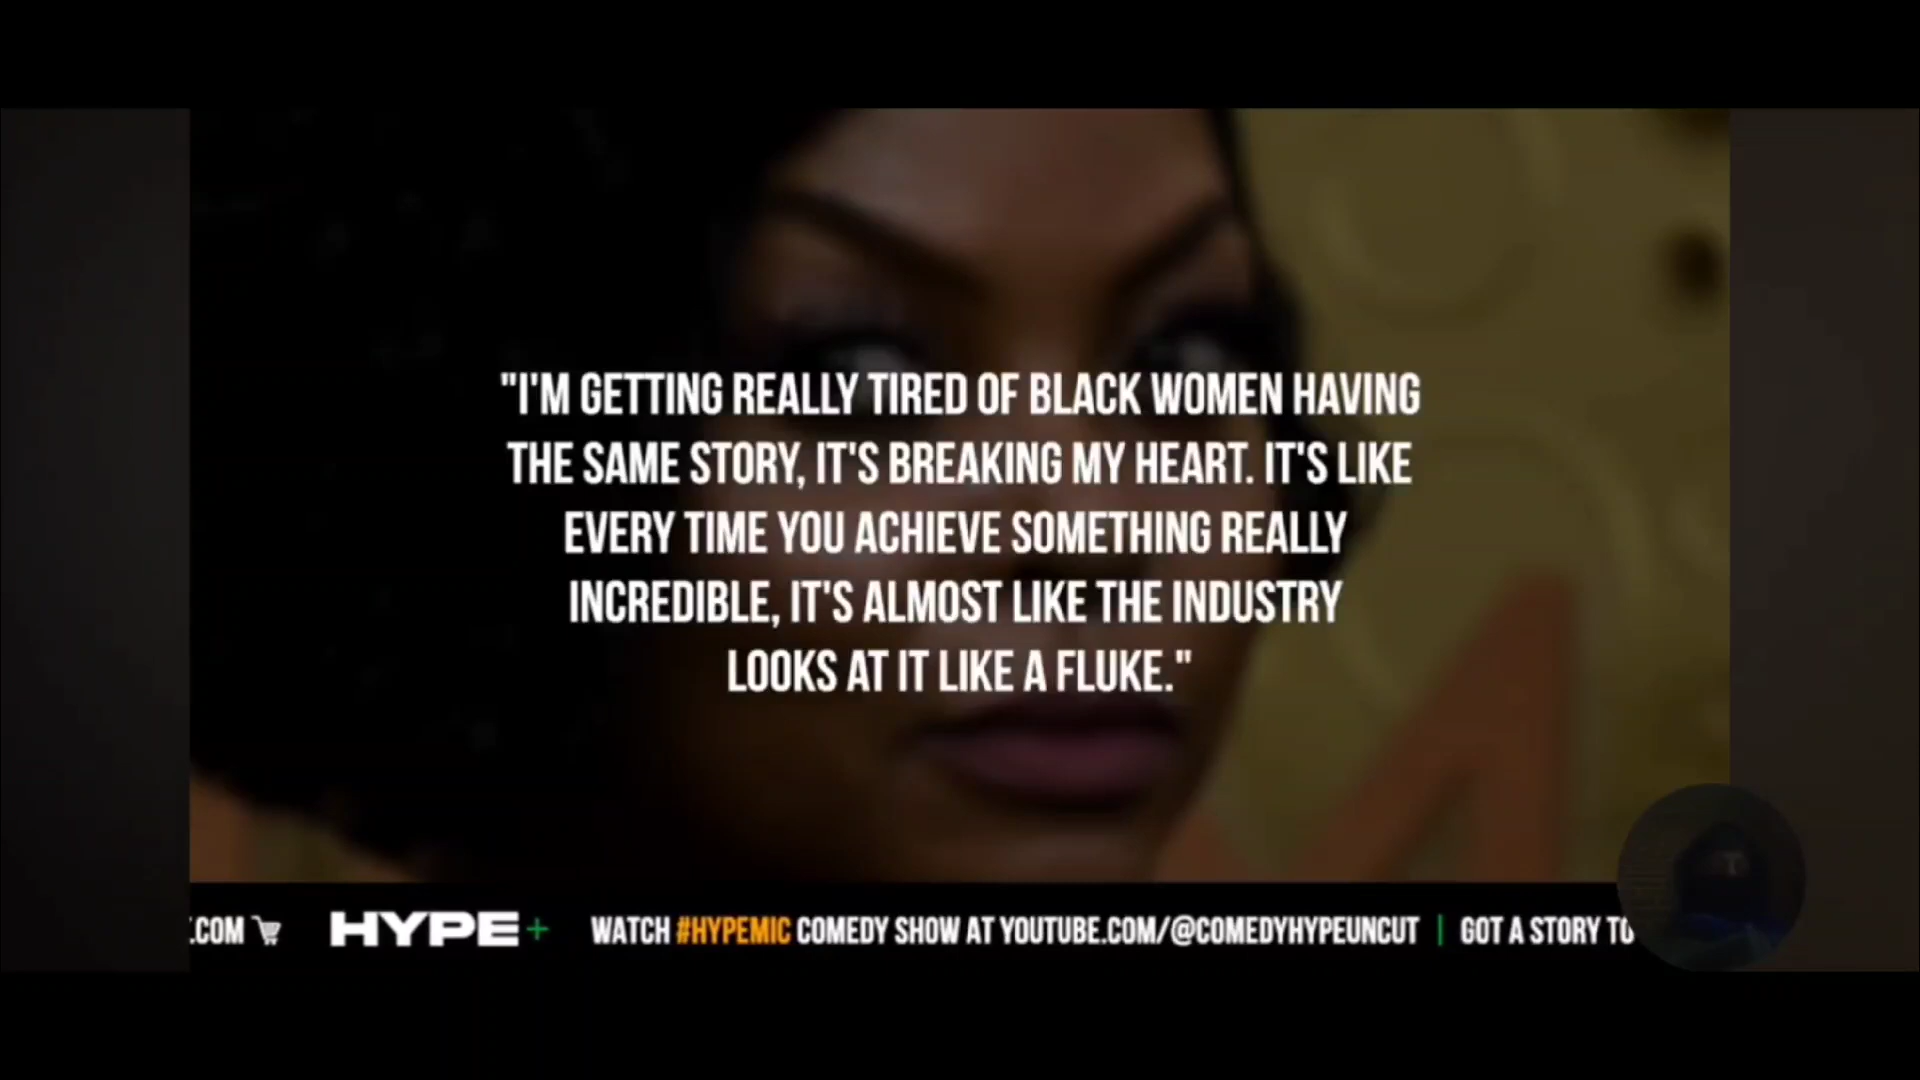 "I'M GETTING REALLY TIRED OF BLACK WOMEN HAVING
THE SAME STORY, IT'S BREAKING MY HEART. IT'S LIKE
EVERY TIME YOU ACHIEVE SOMETHING REALLY
INCREDIBLE, IT'S ALMOST LIKE THE INDUSTRY
LOOKS AT IT LIKE A FLUKE."
.COM HYPE+ WATCH #HYPEMIC COMEDY SHOW AT YOUTUBE.COM/@COMEDYHYPEUNCUT | GOT A STORY TO